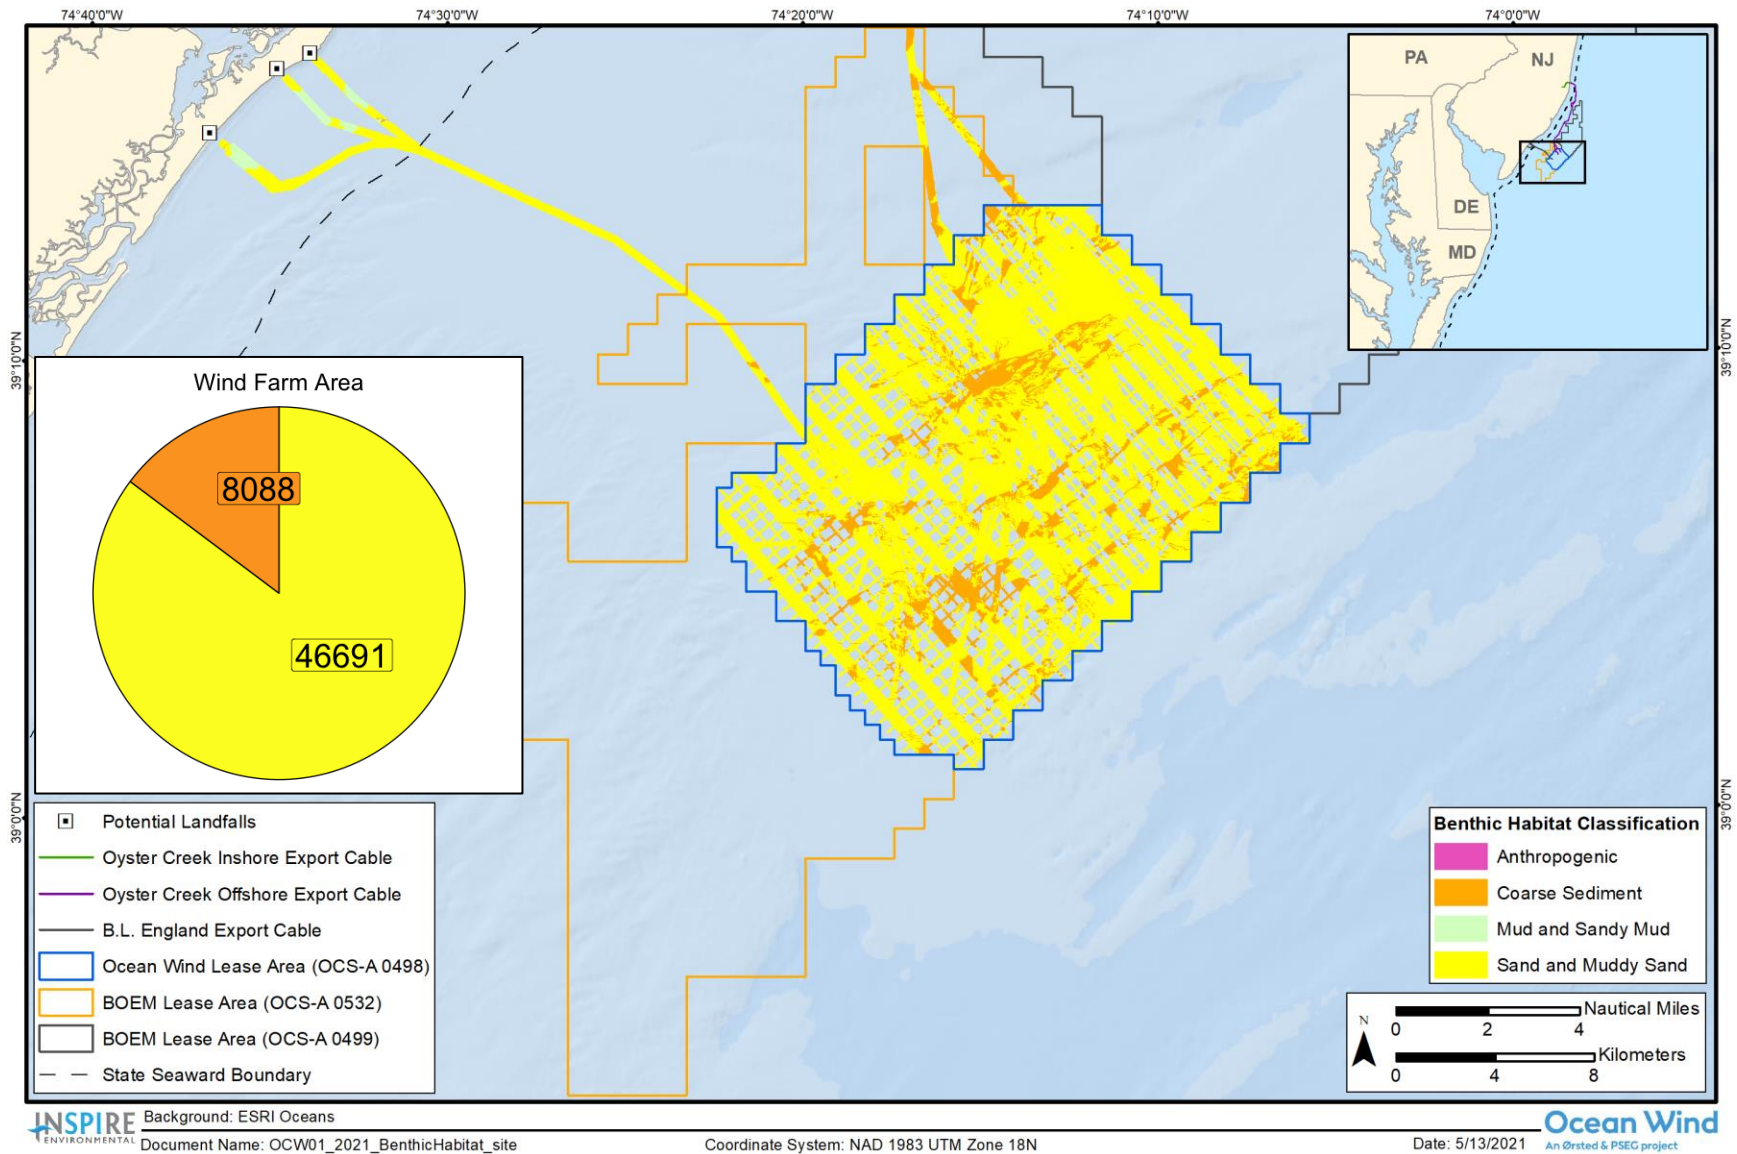 74°40'0"W
74°30'0"W
74°20'0"W
74°10'0"W
74°0'0"W
PA
NJ
DE
MD
39°10'0"N
39°10'0"N
Wind Farm Area
8088
46691
39°0'0"N
39°0'0"N
Potential Landfalls
Oyster Creek Inshore Export Cable
Oyster Creek Offshore Export Cable
B.L. England Export Cable
Ocean Wind Lease Area (OCS-A 0498)
BOEM Lease Area (OCS-A 0532)
BOEM Lease Area (OCS-A 0499)
State Seaward Boundary
Benthic Habitat Classification
Anthropogenic
Coarse Sediment
Mud and Sandy Mud
Sand and Muddy Sand
N
Nautical Miles
0 2 4
Kilometers
0 4 8
INSPIRE
ENVIRONMENTAL
Background: ESRI Oceans
Document Name: OCW01_2021_BenthicHabitat_site
Coordinate System: NAD 1983 UTM Zone 18N
Date: 5/13/2021
Ocean Wind
An Ørsted & PSEG project